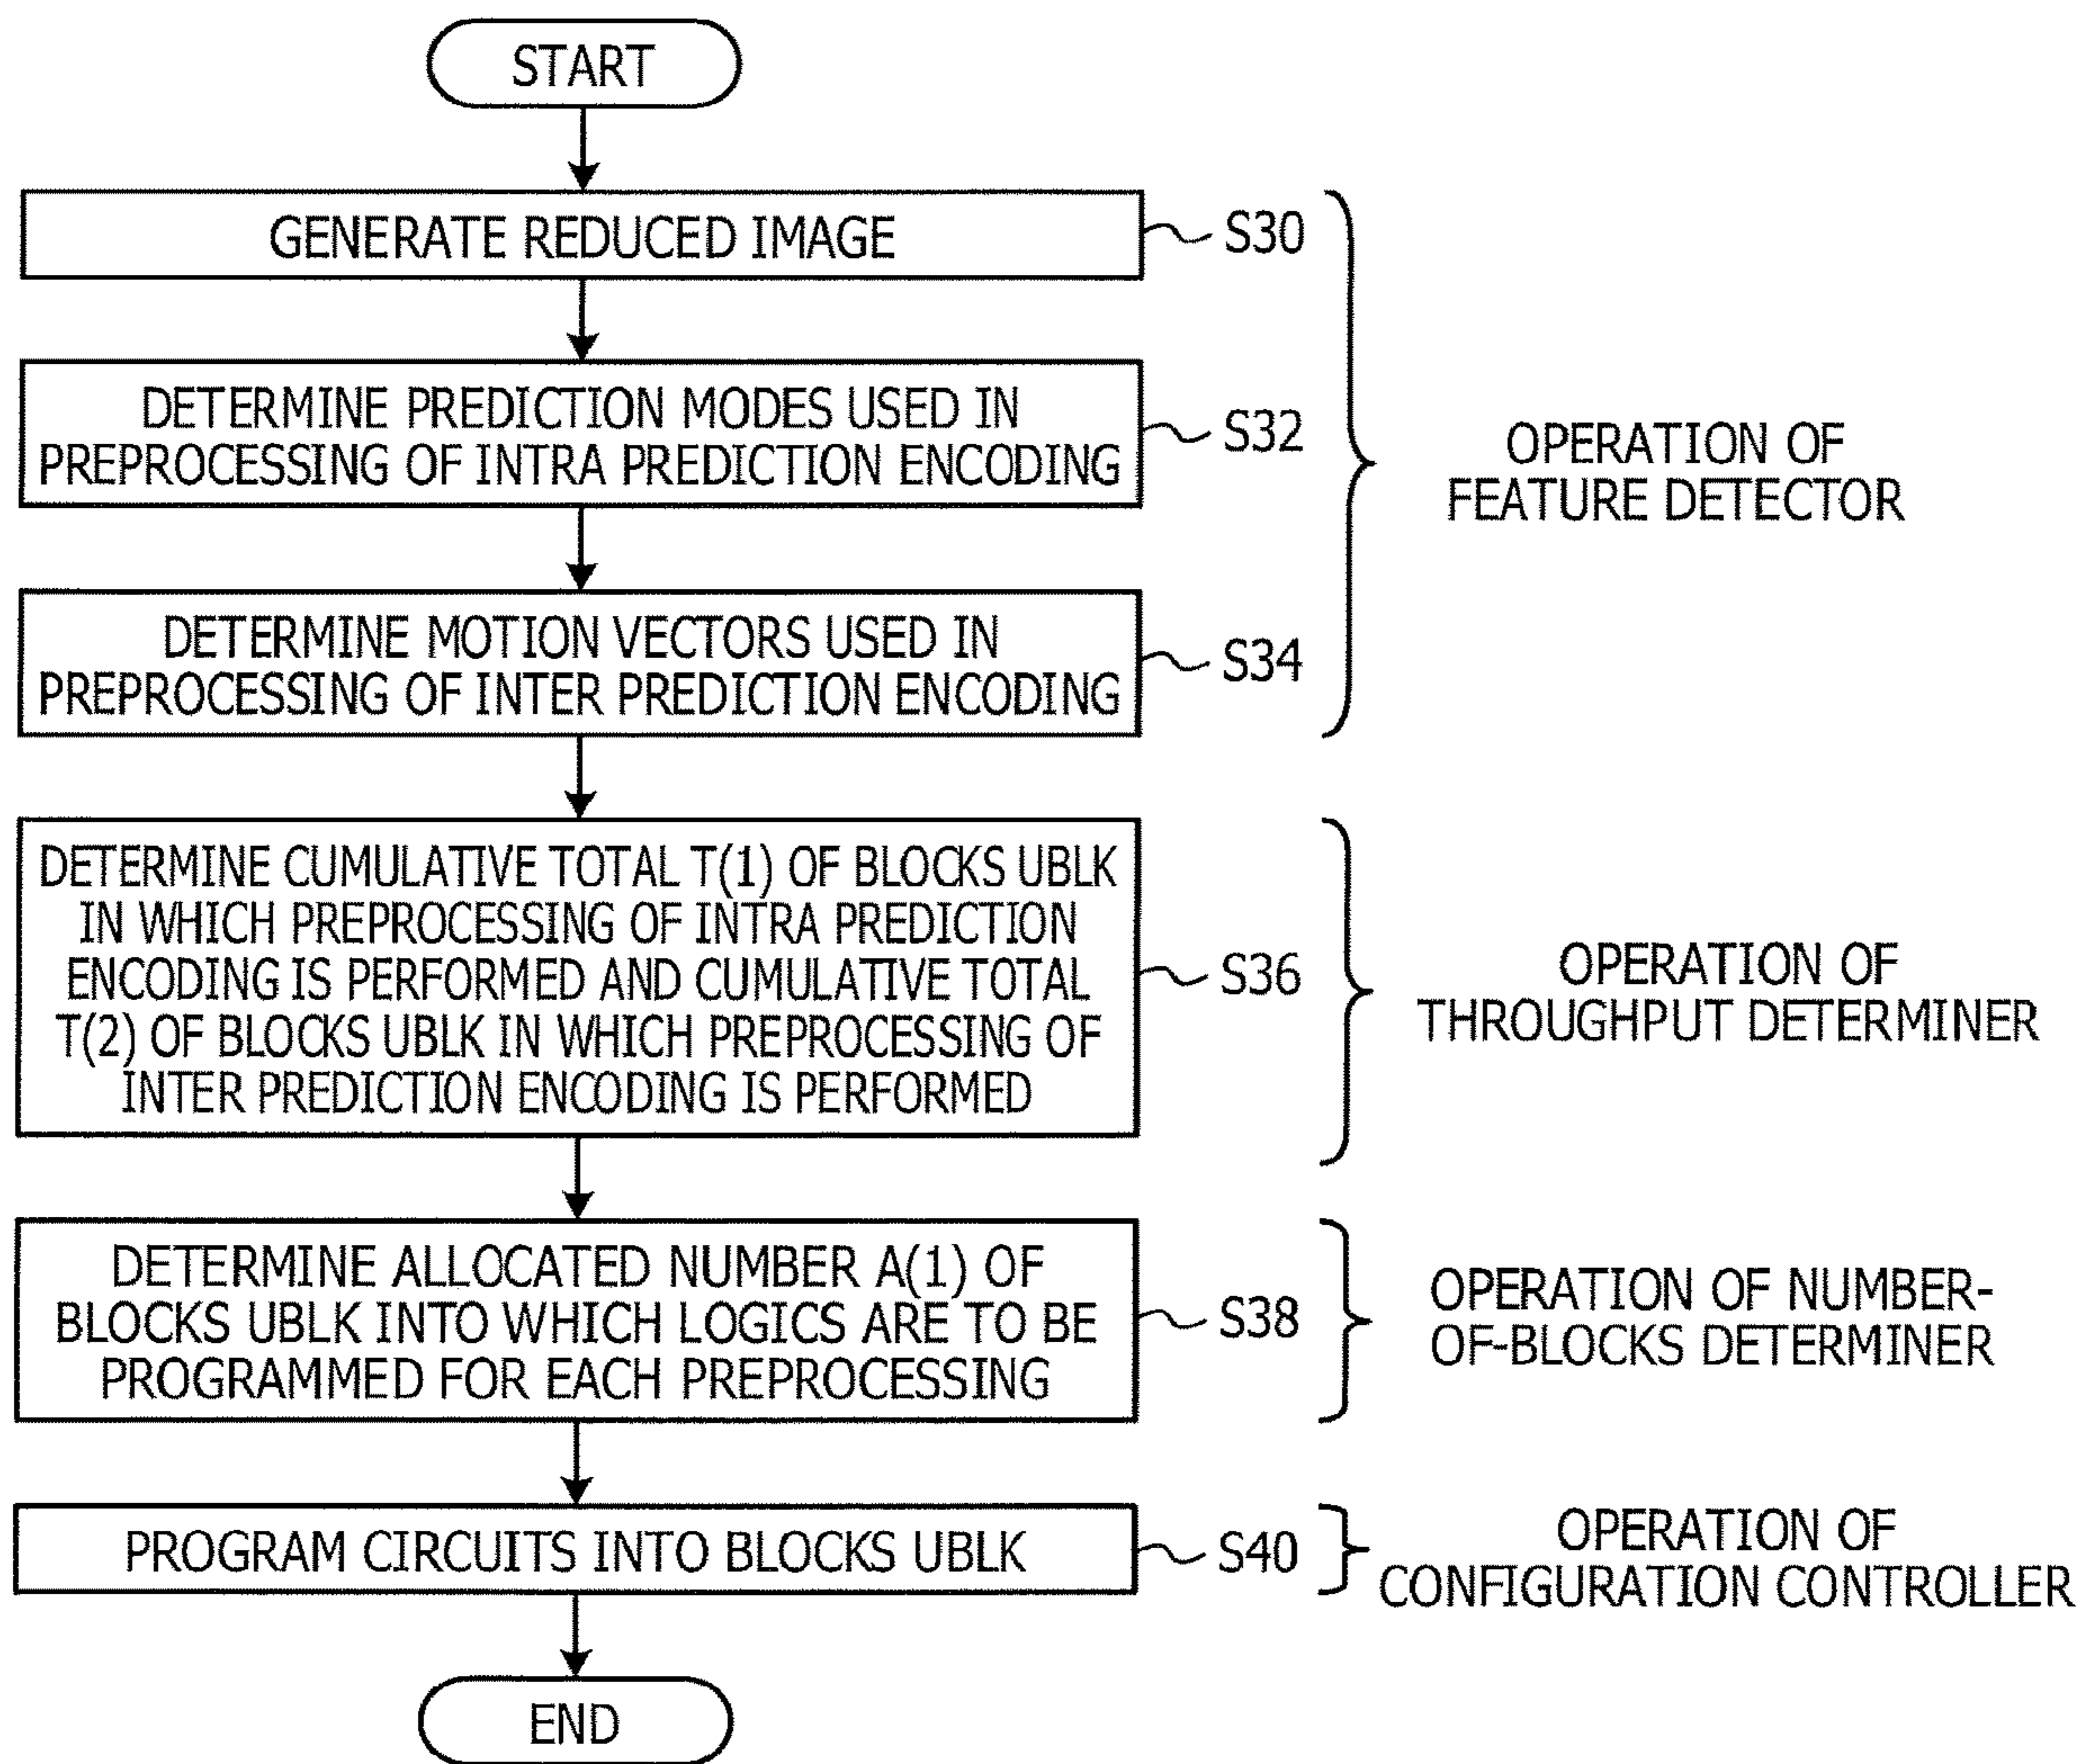 START
GENERATE REDUCED IMAGE
S30
DETERMINE PREDICTION MODES USED IN
PREPROCESSING OF INTRA PREDICTION ENCODING
S32
OPERATION OF
FEATURE DETECTOR
DETERMINE MOTION VECTORS USED IN
PREPROCESSING OF INTER PREDICTION ENCODING
S34
DETERMINE CUMULATIVE TOTAL T(1) OF BLOCKS UBLK
IN WHICH PREPROCESSING OF INTRA PREDICTION
ENCODING IS PERFORMED AND CUMULATIVE TOTAL
T(2) OF BLOCKS UBLK IN WHICH PREPROCESSING OF
INTER PREDICTION ENCODING IS PERFORMED
S36
OPERATION OF
THROUGHPUT DETERMINER
DETERMINE ALLOCATED NUMBER A(1) OF
BLOCKS UBLK INTO WHICH LOGICS ARE TO BE
PROGRAMMED FOR EACH PREPROCESSING
S38
OPERATION OF NUMBER-
OF-BLOCKS DETERMINER
PROGRAM CIRCUITS INTO BLOCKS UBLK
S40
OPERATION OF
CONFIGURATION CONTROLLER
END